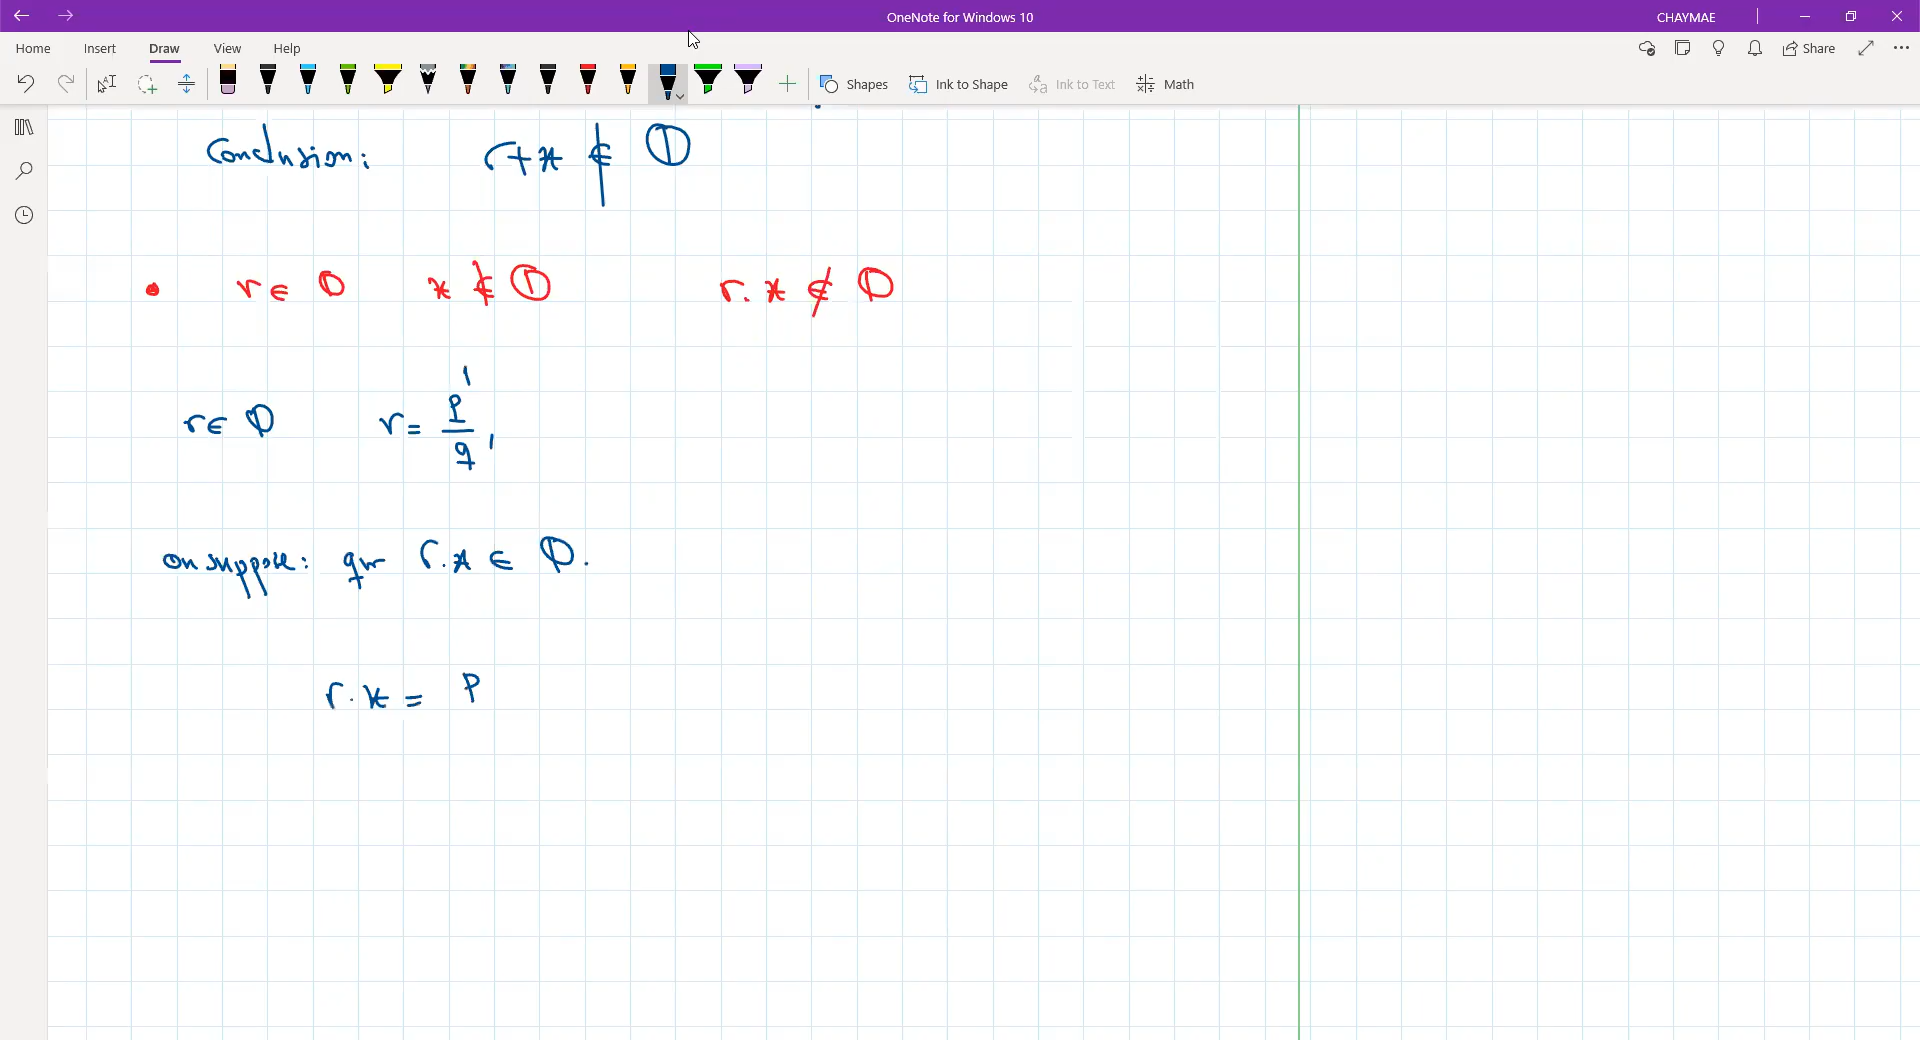 OneNote for Windows 10 CHAYMAE
Home Insert Draw View Help Share
Shapes Ink to Shape Ink to Text Math
Conclusion: r+x ∉ ℚ
• r ∈ ℚ x ∉ ℚ r.x ∉ ℚ
r ∈ ℚ r = p'/q'
on suppose: que r.x ∈ ℚ.
r.x = p